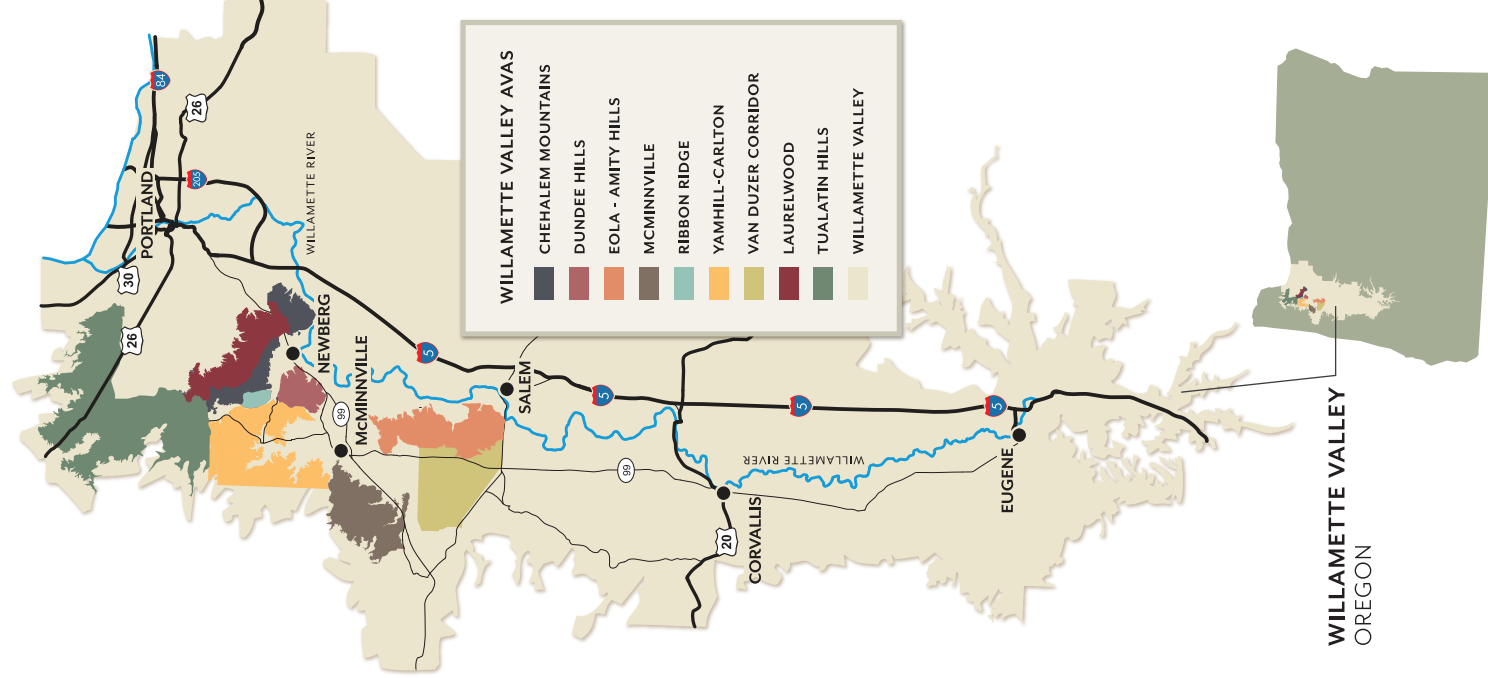 84
26
205
PORTLAND
WILLAMETTE RIVER
30
26
NEWBERG
McMINNVILLE
99
5
SALEM
5
99
5
WILLAMETTE RIVER
5
EUGENE
20
CORVALLIS
WILLAMETTE VALLEY AVAS
CHEHALEM MOUNTAINS
DUNDEE HILLS
EOLA - AMITY HILLS
MCMINNVILLE
RIBBON RIDGE
YAMHILL-CARLTON
VAN DUZER CORRIDOR
LAURELWOOD
TUALATIN HILLS
WILLAMETTE VALLEY
WILLAMETTE VALLEY
OREGON